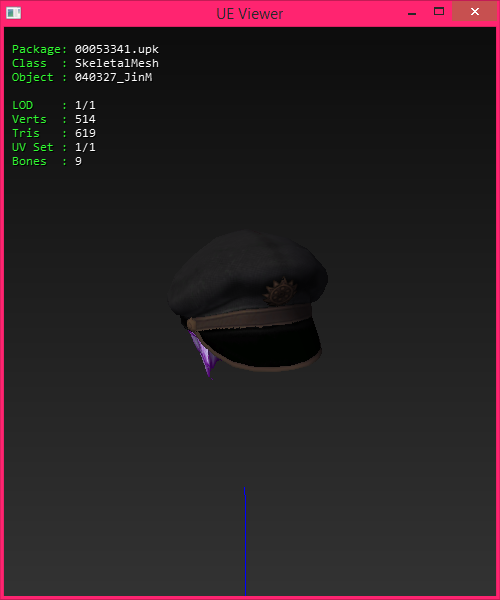 UE Viewer
Package: 00053341.upk
Class : SkeletalMesh
Object : 040327_JinM
LOD : 1/1
Verts : 514
Tris : 619
UV Set : 1/1
Bones : 9